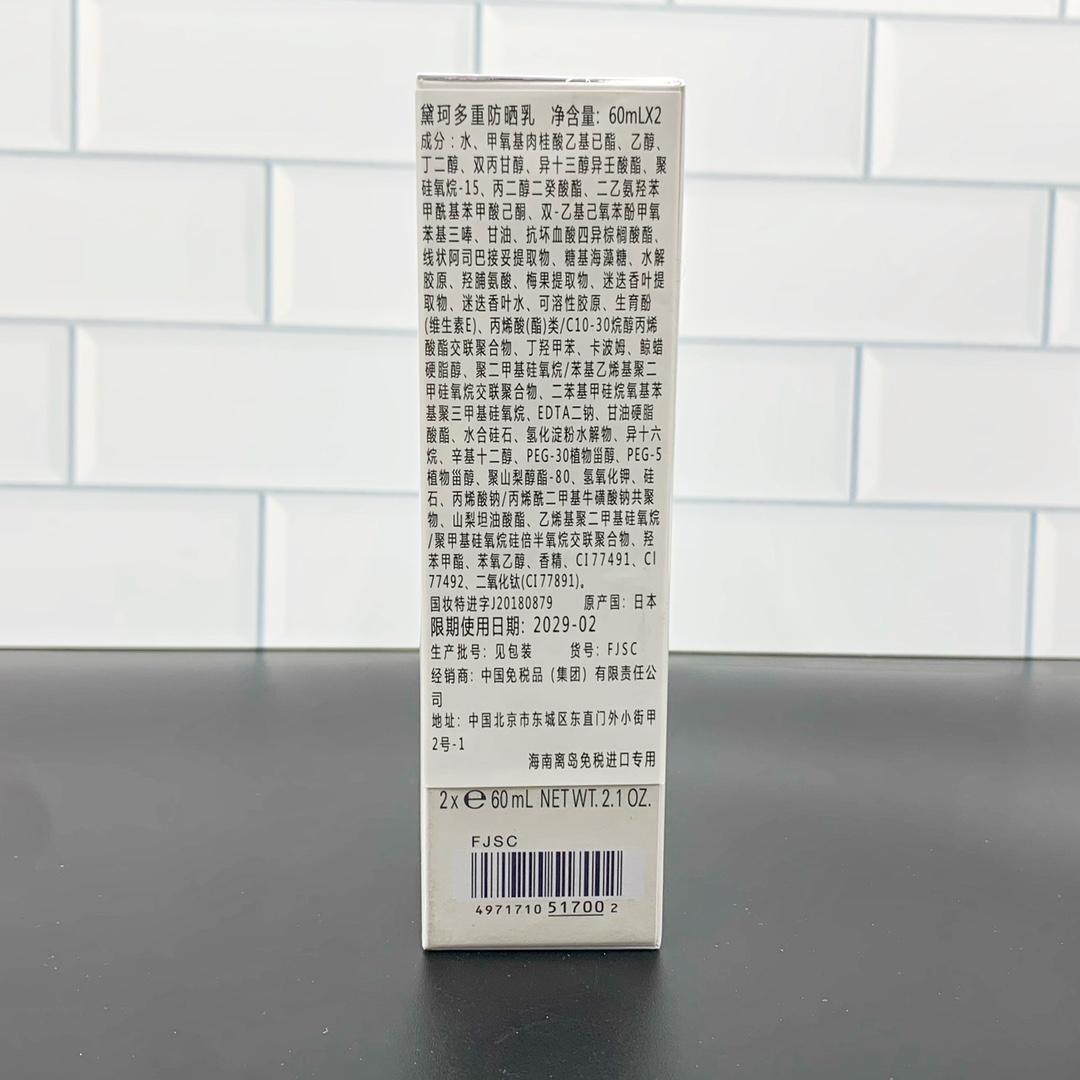 黛珂多重防晒乳 净含量: 60mLX2
成分：水、甲氧基肉桂酸乙基已酯、乙醇、
丁二醇、双丙甘醇、异十三醇异壬酸酯、聚
硅氧烷-15、丙二醇二癸酸酯、二乙氨羟苯
甲酰基苯甲酸己酮、双-乙基己氧苯酚甲氧
苯基三嗪、甘油、抗坏血酸四异棕榈酸酯、
线状阿司巴接妥提取物、糖基海藻糖、水解
胶原、羟脯氨酸、梅果提取物、迷迭香叶提
取物、迷迭香叶水、可溶性胶原、生育酚
(维生素E)、丙烯酸(酯)类/C10-30烷醇丙烯
酸酯交联聚合物、丁羟甲苯、卡波姆、鲸蜡
硬脂醇、聚二甲基硅氧烷/苯基乙烯基聚二
甲硅氧烷交联聚合物、二苯基甲硅烷氧基苯
基聚三甲基硅氧烷、EDTA二钠、甘油硬脂
酸酯、水合硅石、氢化淀粉水解物、异十六
烷、辛基十二醇、PEG-30植物甾醇、PEG-5
植物甾醇、聚山梨醇酯-80、氢氧化钾、硅
石、丙烯酸钠/丙烯酰二甲基牛磺酸钠共聚
物、山梨坦油酸酯、乙烯基聚二甲基硅氧烷
/聚甲基硅氧烷硅倍半氧烷交联聚合物、羟
苯甲酯、苯氧乙醇、香精、CI77491、CI
77492、二氧化钛(CI77891)。
国妆特进字J20180879 原产国：日本
限期使用日期: 2029-02
生产批号：见包装 货号：FJSC
经销商：中国免税品（集团）有限责任公
司
地址：中国北京市东城区东直门外小街甲
2号-1
海南离岛免税进口专用
2x℮60mL NET WT. 2.1 OZ.
FJSC
4971710 51700 2